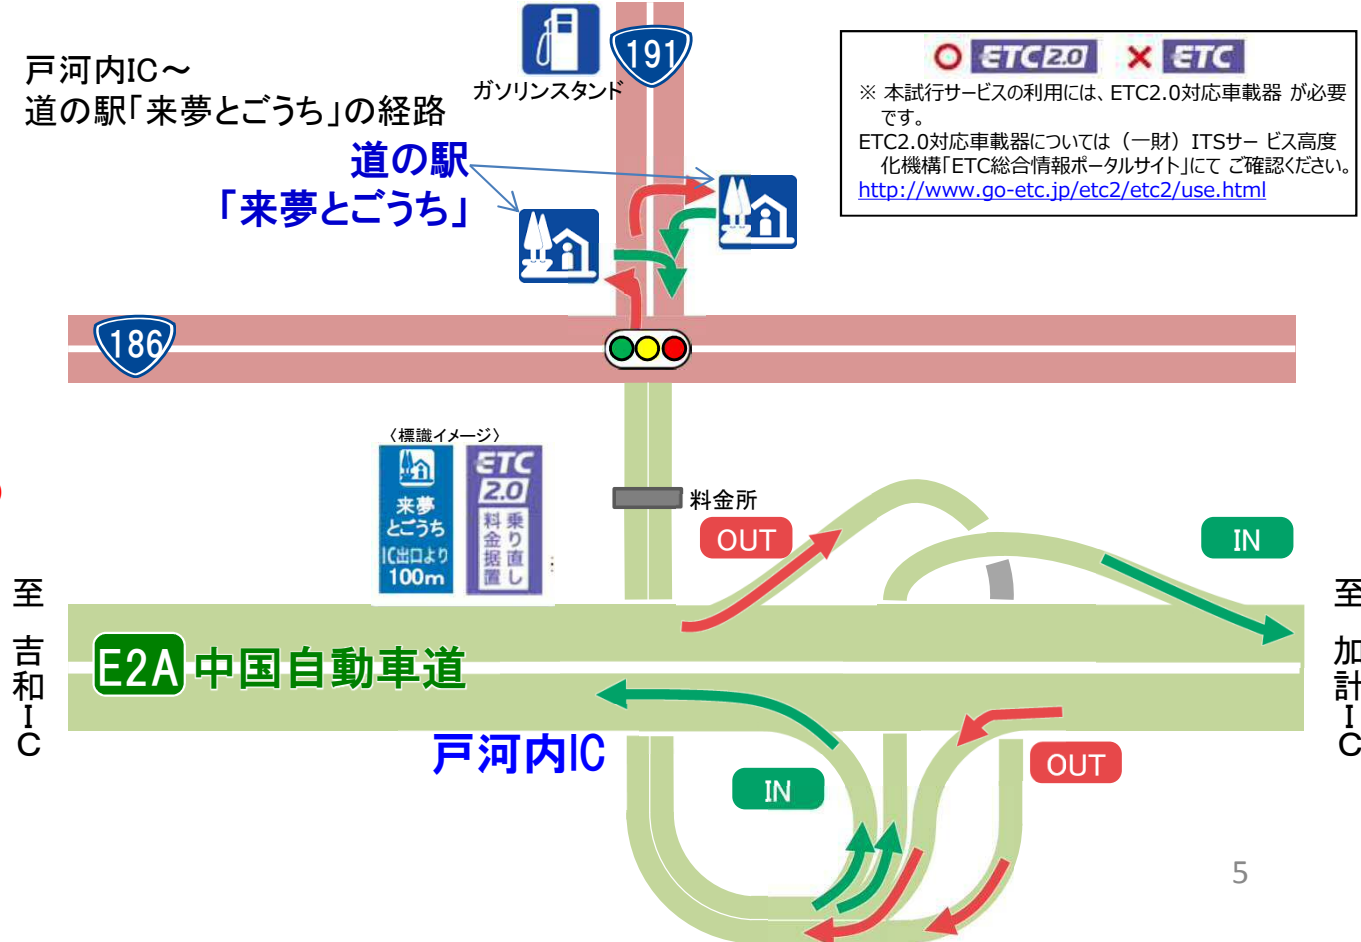 戸河内IC～
道の駅「来夢とごうち」の経路
ガソリンスタンド
191
ETC2.0
ETC
※ 本試行サービスの利用には、ETC2.0対応車載器 が必要
です。
ETC2.0対応車載器については（一財）ITSサー ビス高度
化機構「ETC総合情報ポータルサイト」にて ご確認ください。
http://www.go-etc.jp/etc2/etc2/use.html
道の駅
「来夢とごうち」
186
〈標識イメージ〉
来夢
とごうち
IC出口より
100m
ETC
2.0
乗り直し
料金据置
料金所
OUT
IN
至 吉和IC
至 加計IC
E2A 中国自動車道
戸河内IC
IN
OUT
5